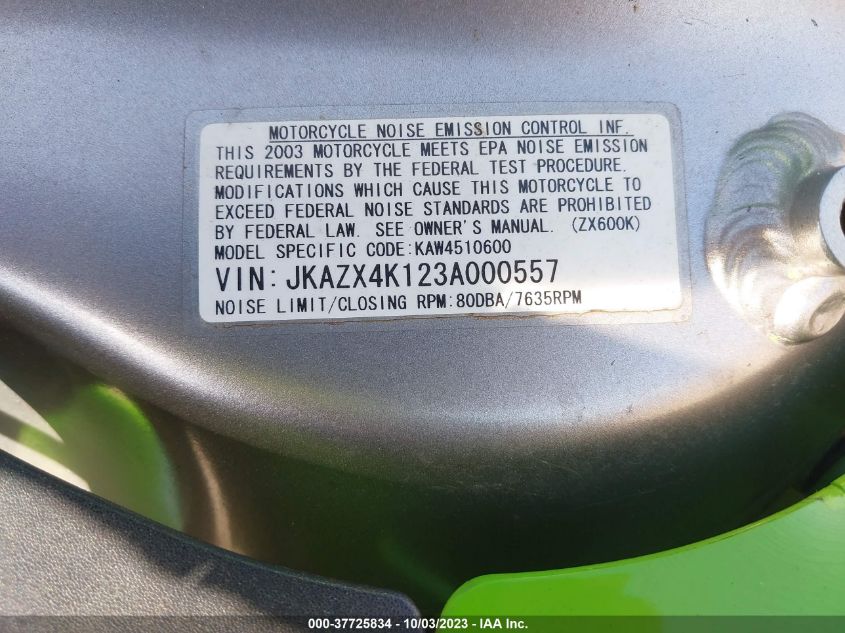 MOTORCYCLE NOISE EMISSION CONTROL INF.
THIS 2003 MOTORCYCLE MEETS EPA NOISE EMISSION
REQUIREMENTS BY THE FEDERAL TEST PROCEDURE.
MODIFICATIONS WHICH CAUSE THIS MOTORCYCLE TO
EXCEED FEDERAL NOISE STANDARDS ARE PROHIBITED
BY FEDERAL LAW. SEE OWNER'S MANUAL. (ZX600K)
MODEL SPECIFIC CODE:KAW4510600
VIN: JKAZX4K123A000557
NOISE LIMIT/CLOSING RPM:80DBA/7635RPM
000-37725834 - 10/03/2023 - IAA Inc.